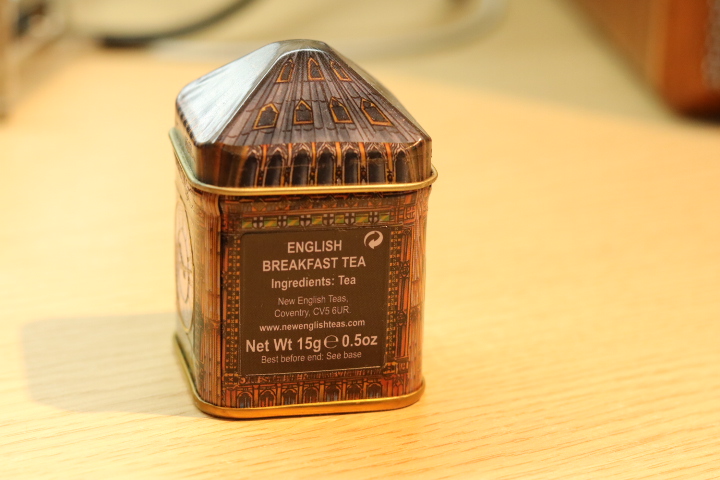 ENGLISH
BREAKFAST TEA
Ingredients: Tea
New English Teas,
Coventry, CV5 6UR.
www.newenglishteas.com
Net Wt 15g℮ 0.5oz
Best before end: See base